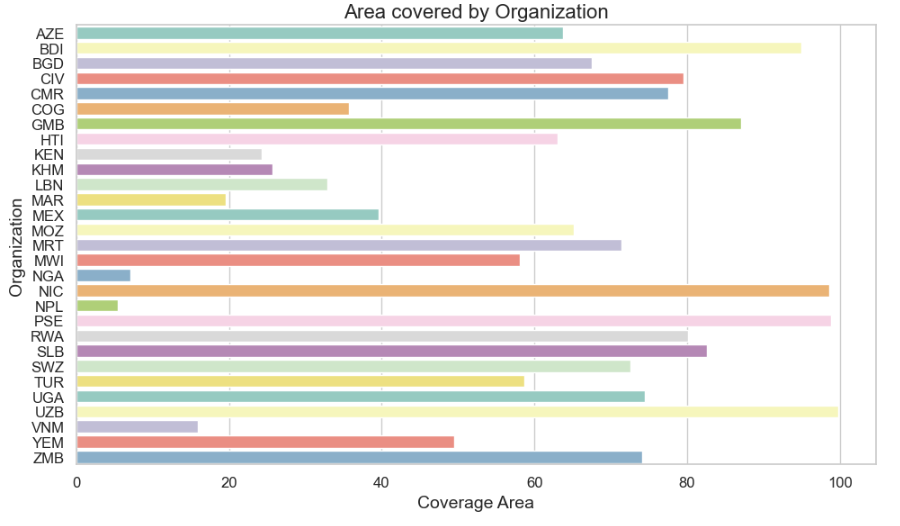 Area covered by Organization
AZE
BDI
BGD
CIV
CMR
COG
GMB
HTI
KEN
KHM
LBN
MAR
MEX
MOZ
MRT
MWI
NGA
NIC
NPL
PSE
RWA
SLB
SWZ
TUR
UGA
UZB
VNM
YEM
ZMB
Organization
0 20 40 60 80 100
Coverage Area